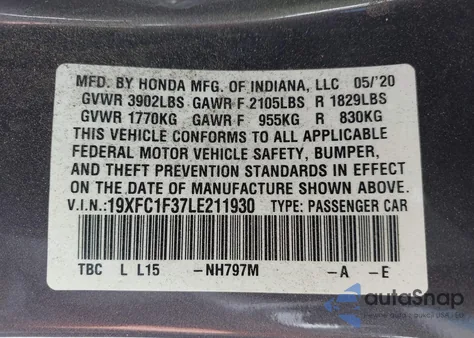 MFD. BY HONDA MFG. OF INDIANA, LLC 05/'20
GVWR 3902LBS GAWR F 2105LBS R 1829LBS
GVWR 1770KG GAWR F 955KG R 830KG
THIS VEHICLE CONFORMS TO ALL APPLICABLE
FEDERAL MOTOR VEHICLE SAFETY, BUMPER,
AND THEFT PREVENTION STANDARDS IN EFFECT
ON THE DATE OF MANUFACTURE SHOWN ABOVE.
V.I.N.:19XFC1F37LE211930 TYPE: PASSENGER CAR
TBC L L15 -NH797M -A -E
autoSnap